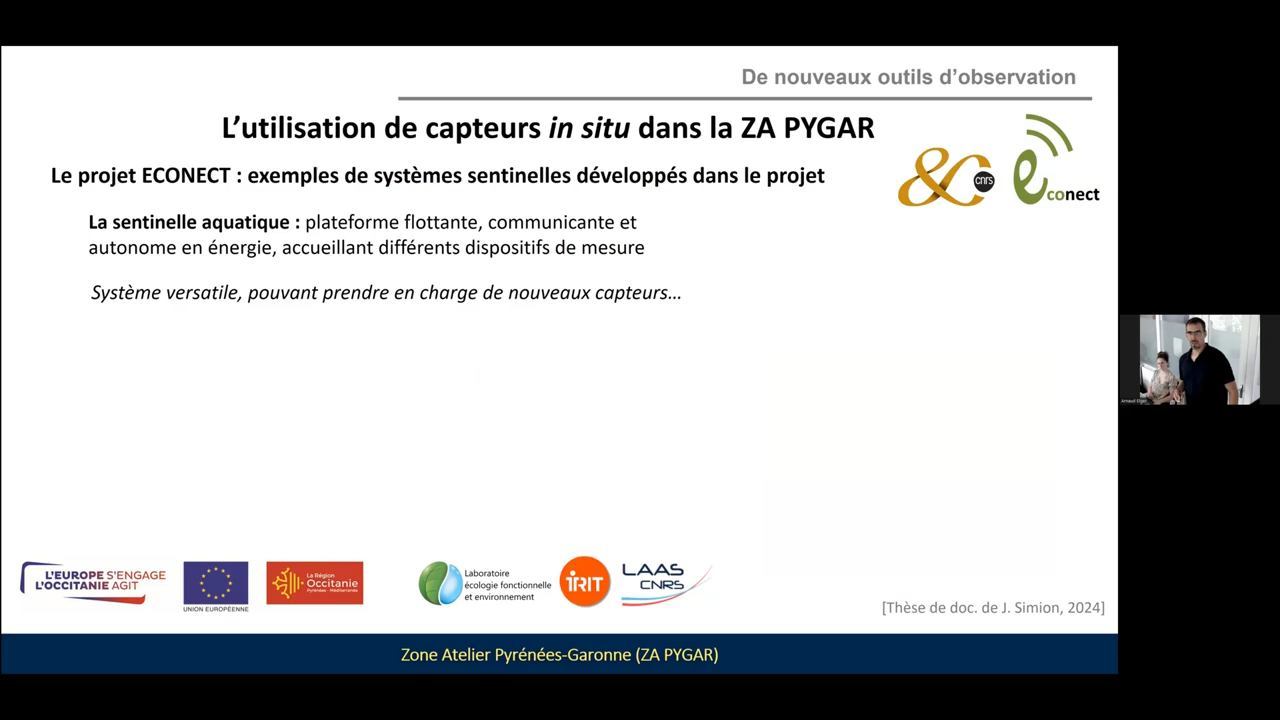 De nouveaux outils d’observation
L’utilisation de capteurs in situ dans la ZA PYGAR
Le projet ECONECT : exemples de systèmes sentinelles développés dans le projet
80
cnrs
econect
La sentinelle aquatique : plateforme flottante, communicante et
autonome en énergie, accueillant différents dispositifs de mesure
Système versatile, pouvant prendre en charge de nouveaux capteurs…
L'EUROPE S'ENGAGE
L'OCCITANIE AGIT
UNION EUROPÉENNE
La Région
Occitanie
Pyrénées - Méditerranée
Laboratoire
écologie fonctionnelle
et environnement
IRIT
LAAS
CNRS
[Thèse de doc. de J. Simion, 2024]
Zone Atelier Pyrénées-Garonne (ZA PYGAR)
Arnaud Elger